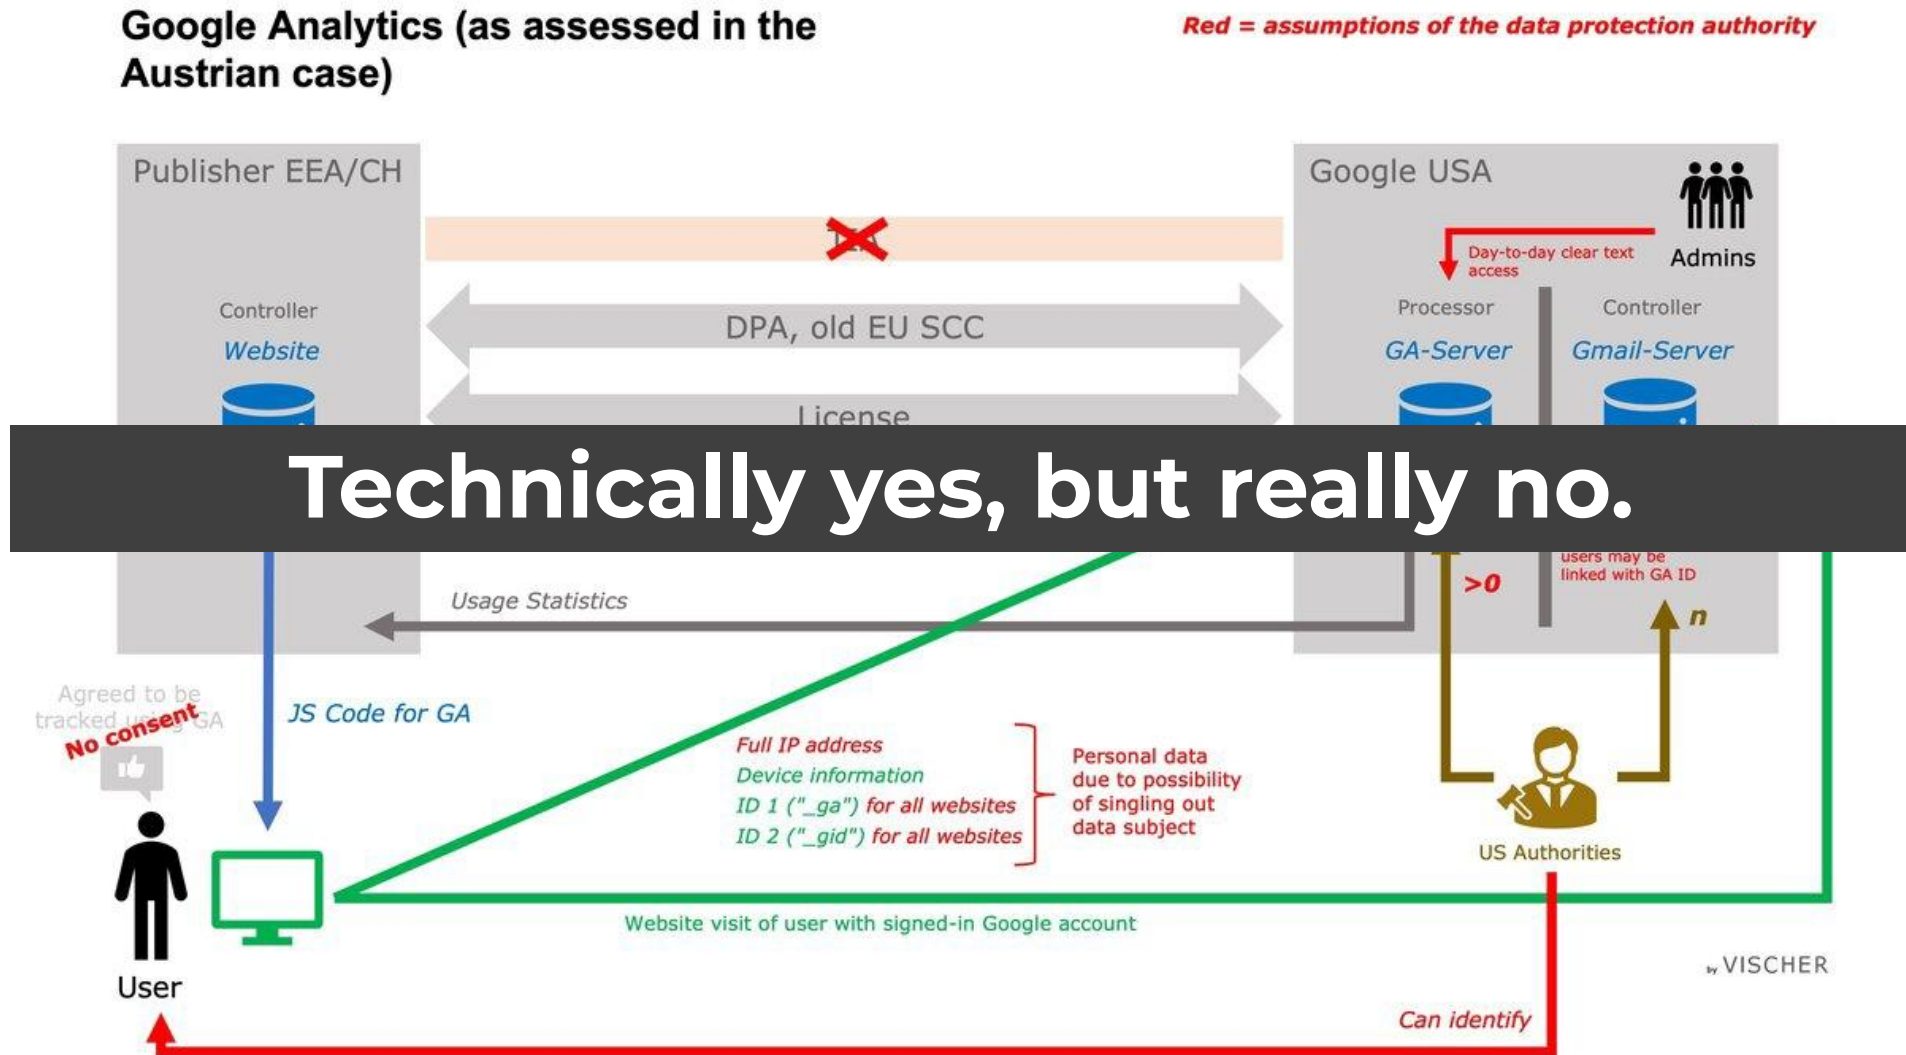 Google Analytics (as assessed in the
Austrian case)
Red = assumptions of the data protection authority
Publisher EEA/CH
Google USA
Admins
Day-to-day clear text
access
Controller
Website
DPA, old EU SCC
License
Processor
GA-Server
Controller
Gmail-Server
Technically yes, but really no.
users may be
linked with GA ID
>0
n
Usage Statistics
Agreed to be
tracked using GA
No consent
JS Code for GA
Full IP address
Device information
ID 1 ("_ga") for all websites
ID 2 ("_gid") for all websites
Personal data
due to possibility
of singling out
data subject
US Authorities
Website visit of user with signed-in Google account
User
by VISCHER
Can identify